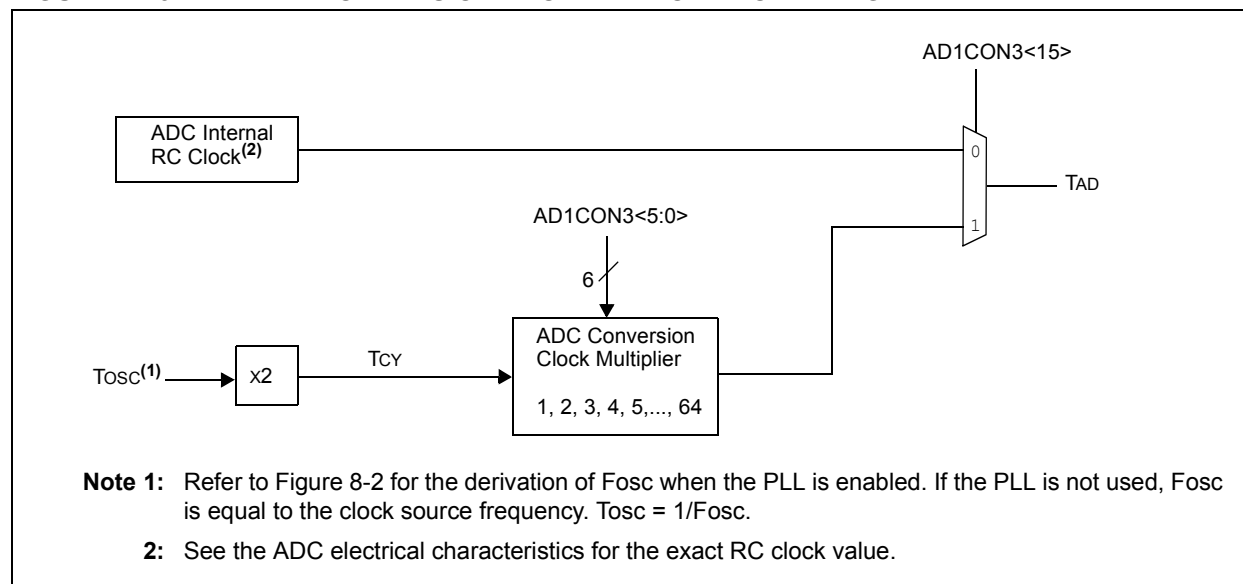 AD1CON3<15>
ADC Internal
RC Clock(2)
0
TAD
AD1CON3<5:0>
1
6
ADC Conversion
Clock Multiplier
TOSC(1)
X2
TCY
1, 2, 3, 4, 5,..., 64
Note 1: Refer to Figure 8-2 for the derivation of Fosc when the PLL is enabled. If the PLL is not used, Fosc
is equal to the clock source frequency. Tosc = 1/Fosc.
2: See the ADC electrical characteristics for the exact RC clock value.